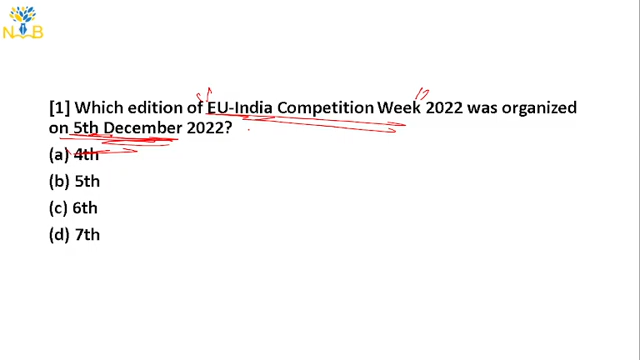 N B
[1] Which edition of EU-India Competition Week 2022 was organized
on 5th December 2022?
(a) 4th
(b) 5th
(c) 6th
(d) 7th